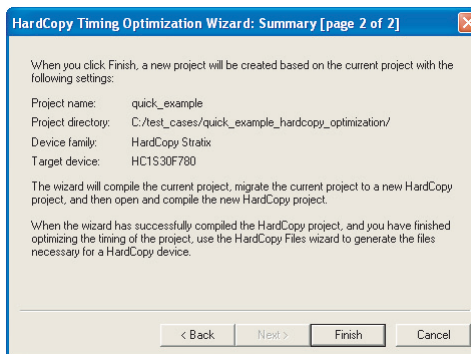 HardCopy Timing Optimization Wizard: Summary [page 2 of 2]
When you click Finish, a new project will be created based on the current project with the
following settings:
Project name: quick_example
Project directory: C:/test_cases/quick_example_hardcopy_optimization/
Device family: HardCopy Stratix
Target device: HC1S30F780
The wizard will compile the current project, migrate the current project to a new HardCopy
project, and then open and compile the new HardCopy project.
When the wizard has successfully compiled the HardCopy project, and you have finished
optimizing the timing of the project, use the HardCopy Files wizard to generate the files
necessary for a HardCopy device.
< Back Next > Finish Cancel